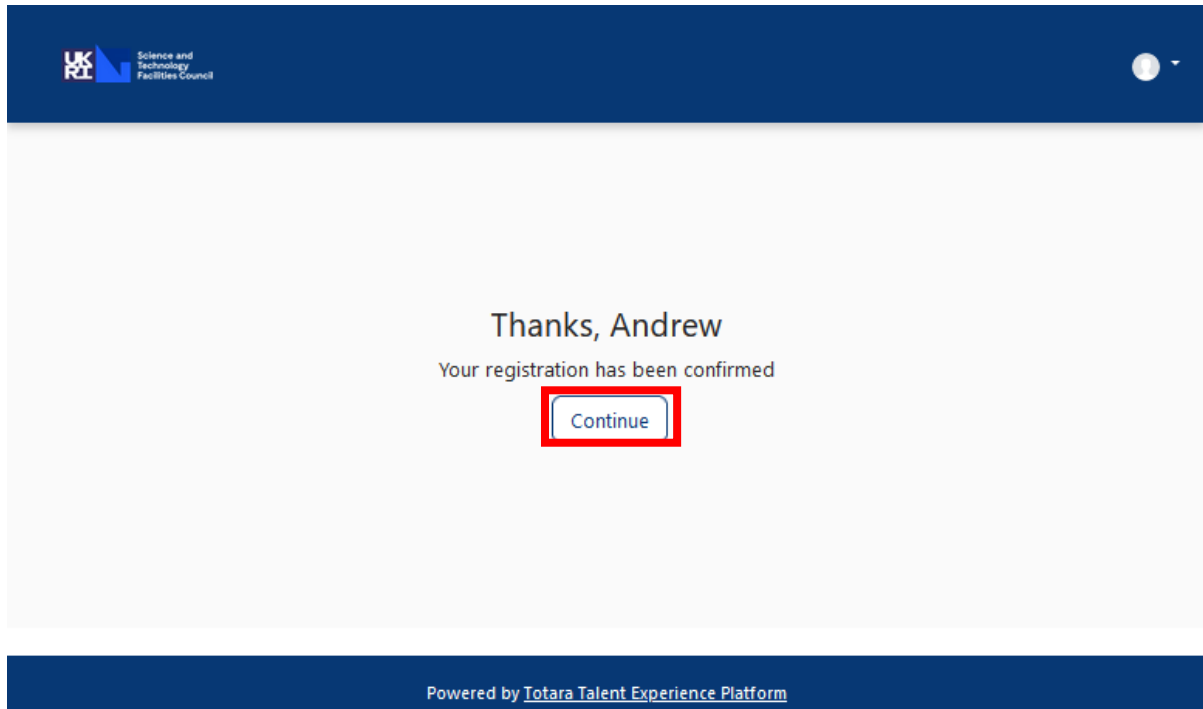 UK
RI
Science and
Technology
Facilities Council
Thanks, Andrew
Your registration has been confirmed
Continue
Powered by Totara Talent Experience Platform